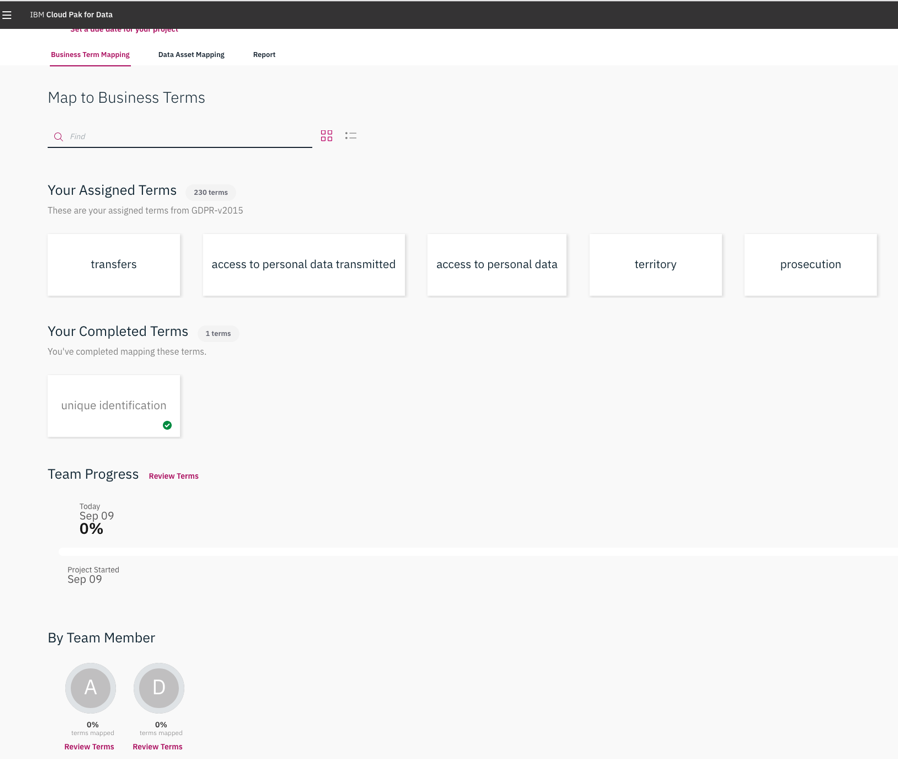 IBM Cloud Pak for Data
Set a due date for your project
Business Term Mapping
Data Asset Mapping
Report
Map to Business Terms
Find
Your Assigned Terms
230 terms
These are your assigned terms from GDPR-v2015
transfers
access to personal data transmitted
access to personal data
territory
prosecution
Your Completed Terms
1 terms
You've completed mapping these terms.
unique identification
Team Progress
Review Terms
Today
Sep 09
0%
Project Started
Sep 09
By Team Member
A
D
0%
0%
terms mapped
terms mapped
Review Terms
Review Terms